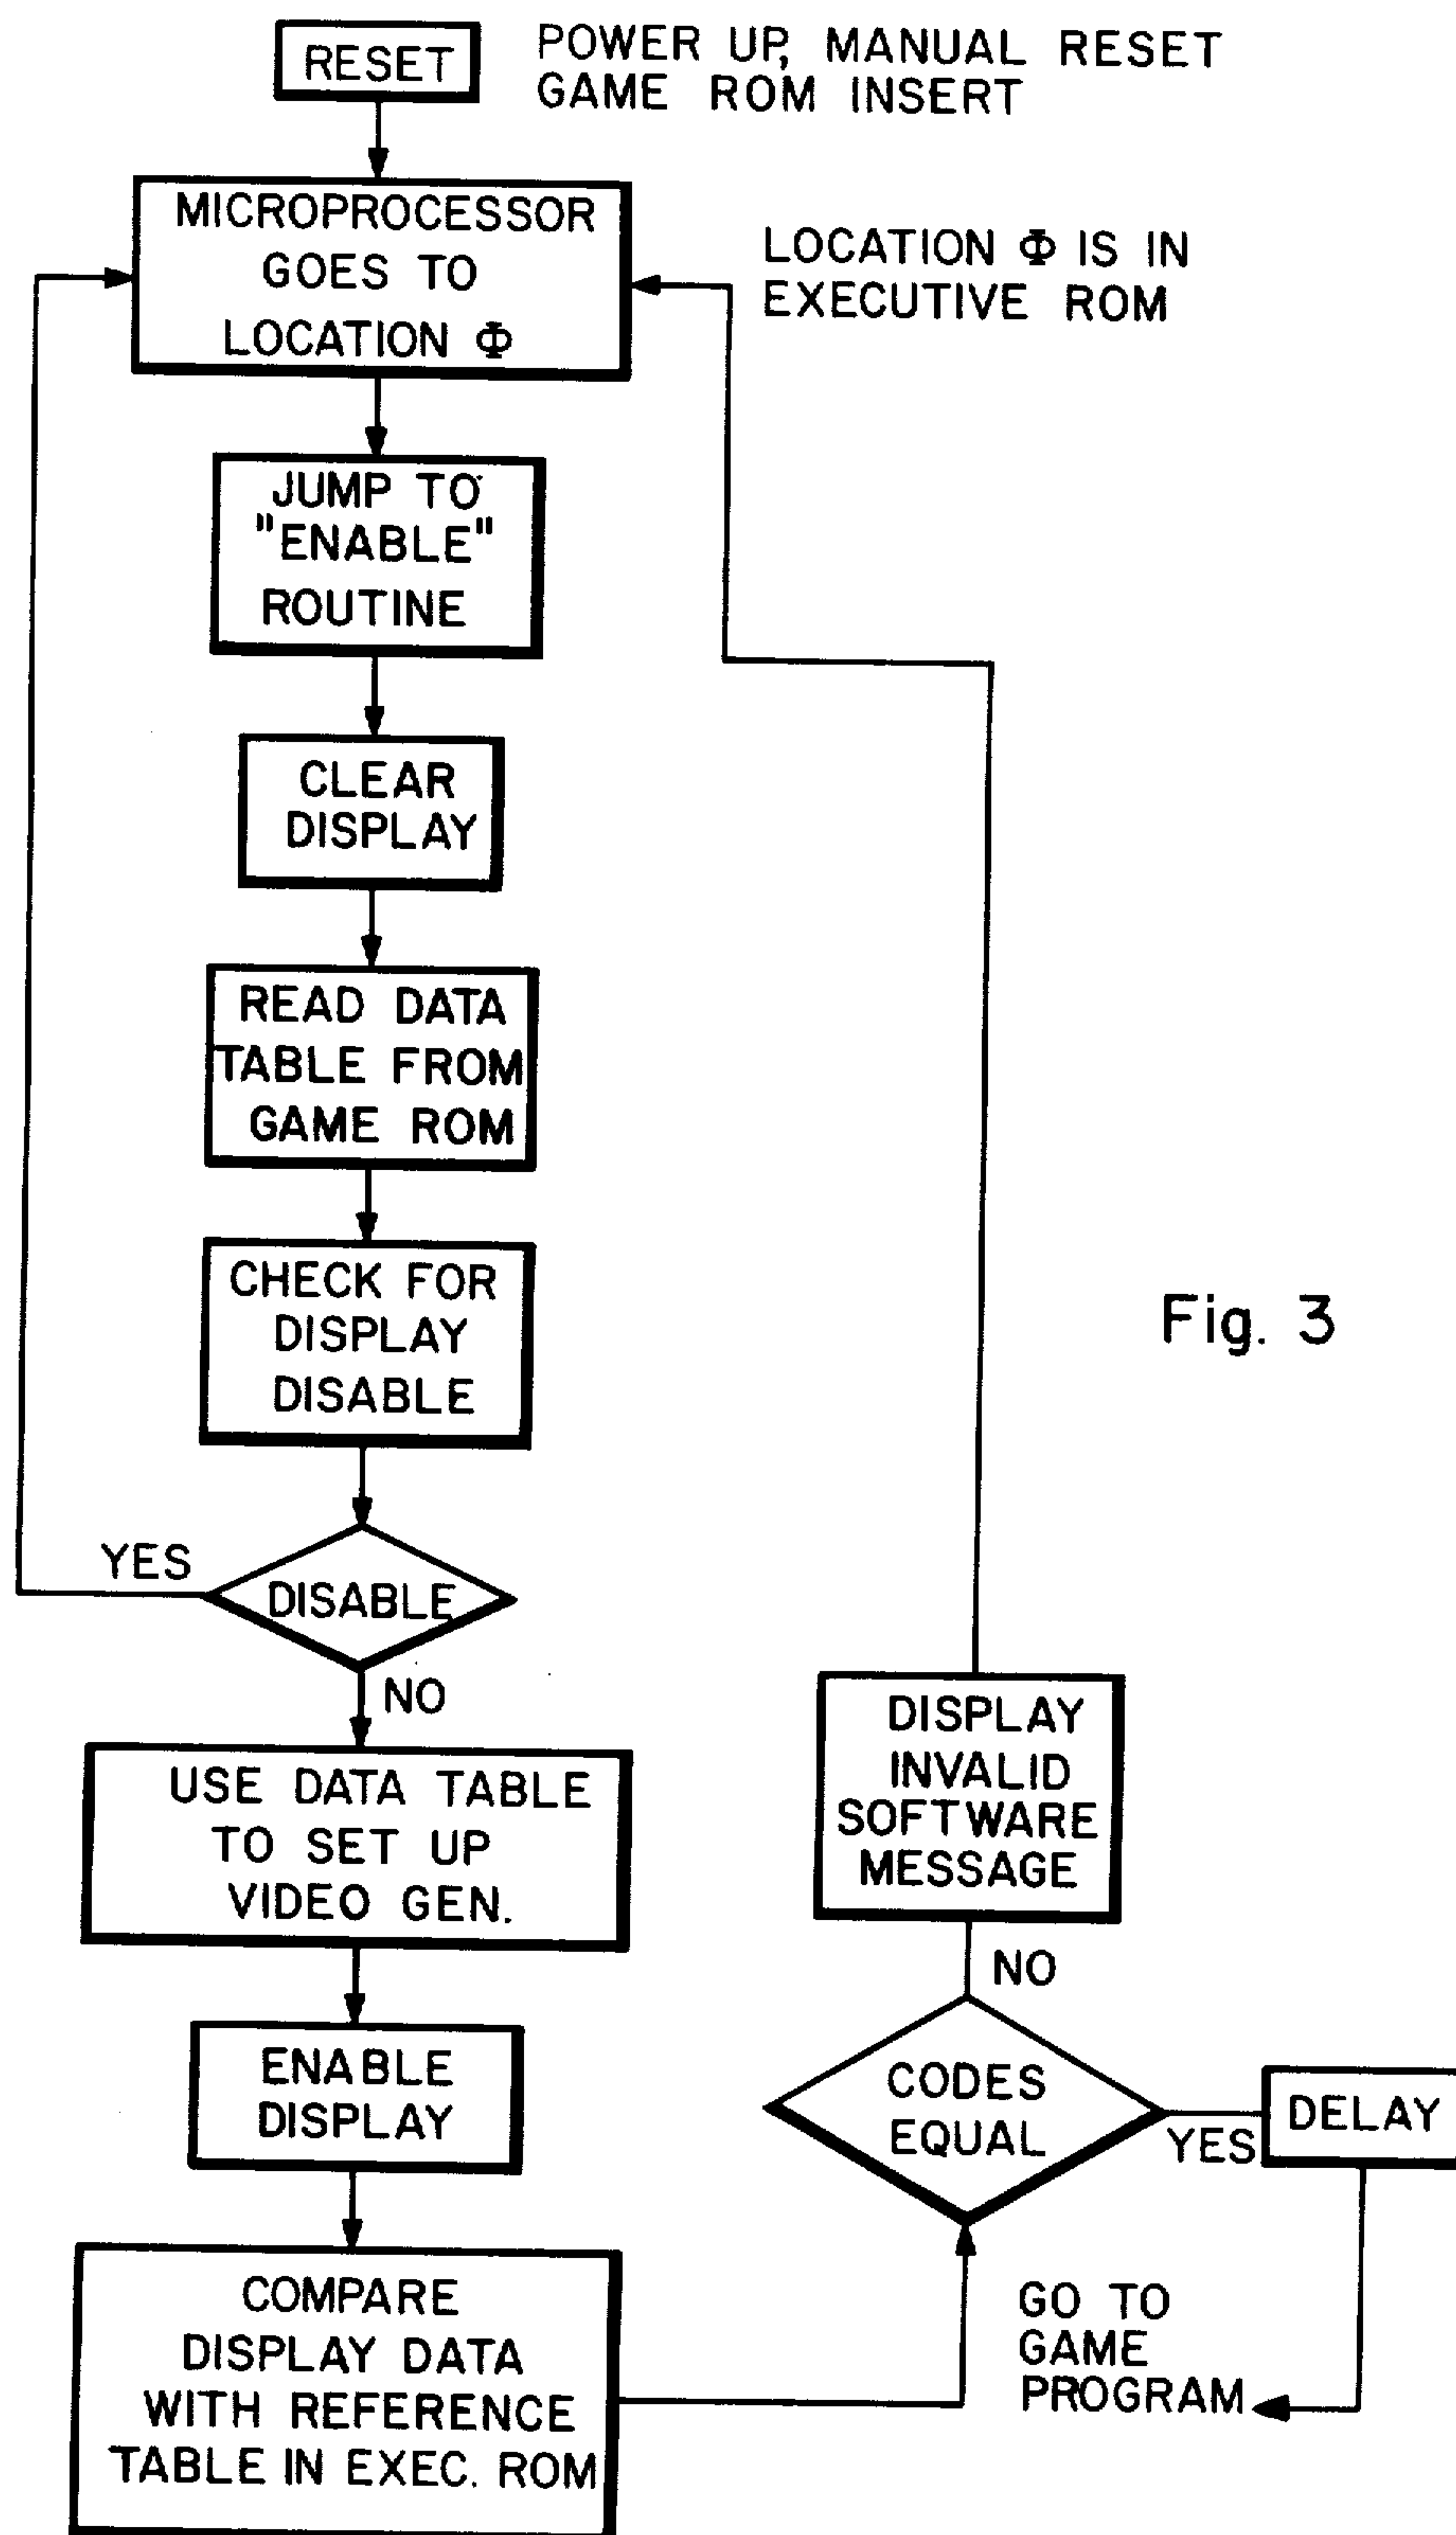 RESET
POWER UP, MANUAL RESET
GAME ROM INSERT
MICROPROCESSOR
GOES TO
LOCATION Φ
LOCATION Φ IS IN
EXECUTIVE ROM
JUMP TO
"ENABLE"
ROUTINE
CLEAR
DISPLAY
READ DATA
TABLE FROM
GAME ROM
CHECK FOR
DISPLAY
DISABLE
Fig. 3
YES
DISABLE
NO
USE DATA TABLE
TO SET UP
VIDEO GEN.
ENABLE
DISPLAY
COMPARE
DISPLAY DATA
WITH REFERENCE
TABLE IN EXEC. ROM
DISPLAY
INVALID
SOFTWARE
MESSAGE
NO
CODES
EQUAL
YES
DELAY
GO TO
GAME
PROGRAM